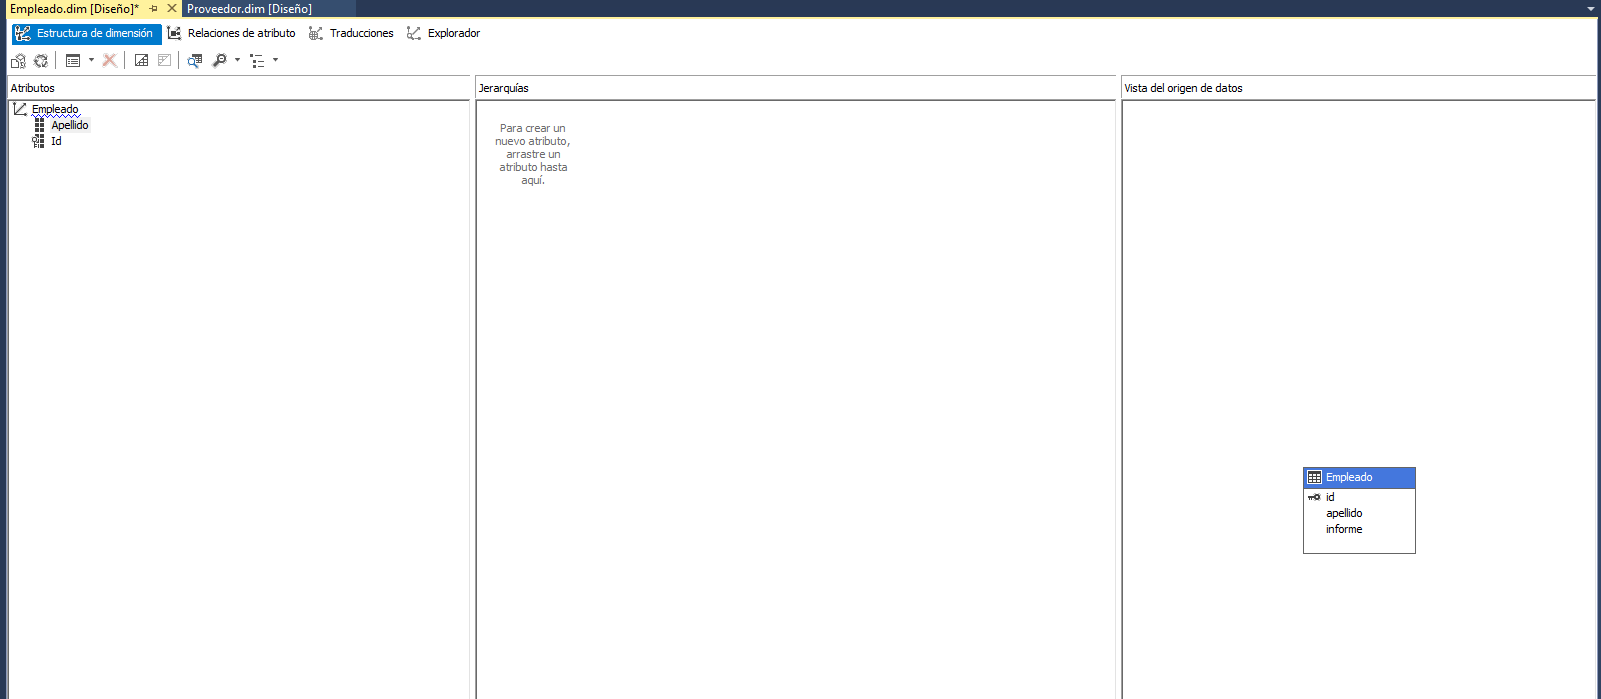 Empleado.dim [Diseño]*
Proveedor.dim [Diseño]
Estructura de dimensión
Relaciones de atributo
Traducciones
Explorador
Atributos
Jerarquías
Vista del origen de datos
Empleado
Apellido
Id
Para crear un
nuevo atributo,
arrastre un
atributo hasta
aquí.
Empleado
id
apellido
informe